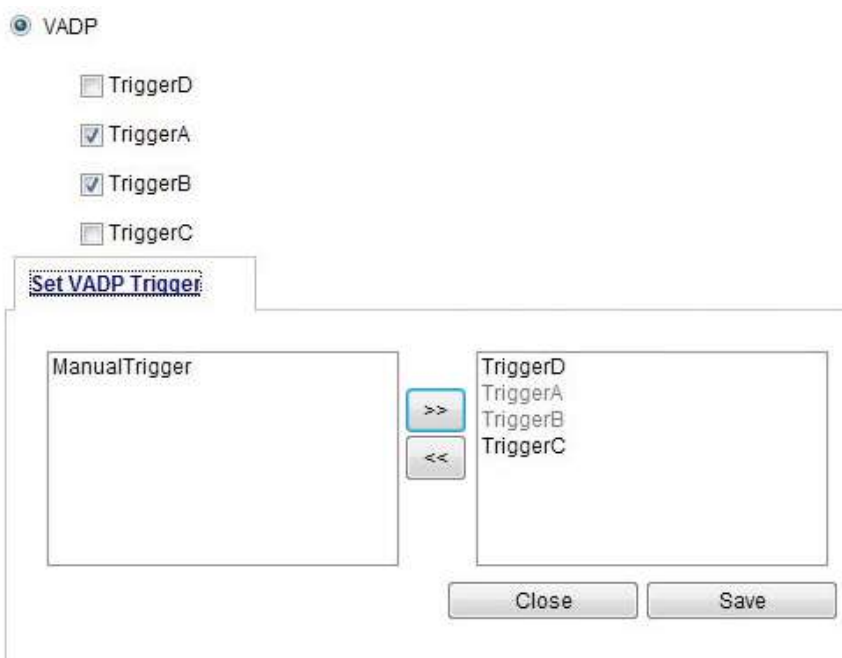 VADP
TriggerD
TriggerA
TriggerB
TriggerC
Set VADP Trigger
ManualTrigger
>>
<<
TriggerD
TriggerA
TriggerB
TriggerC
Close
Save